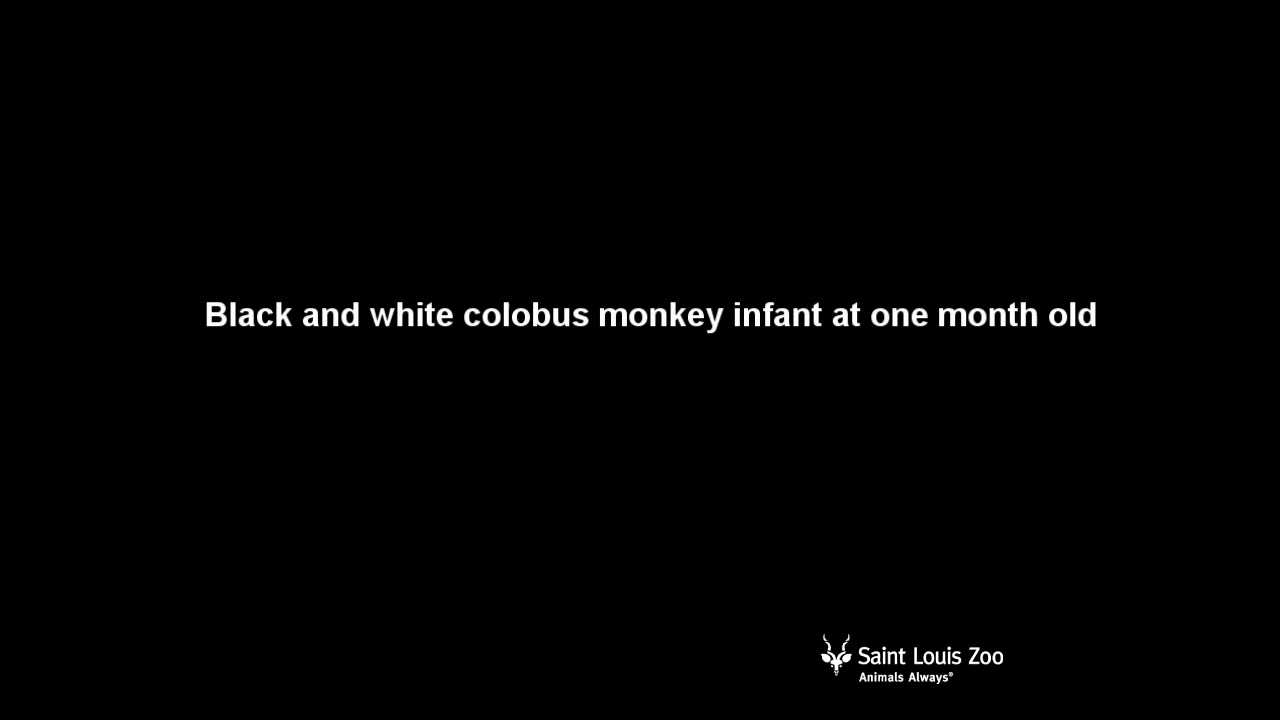 Black and white colobus monkey infant at one month old
Saint Louis Zoo
Animals Always®